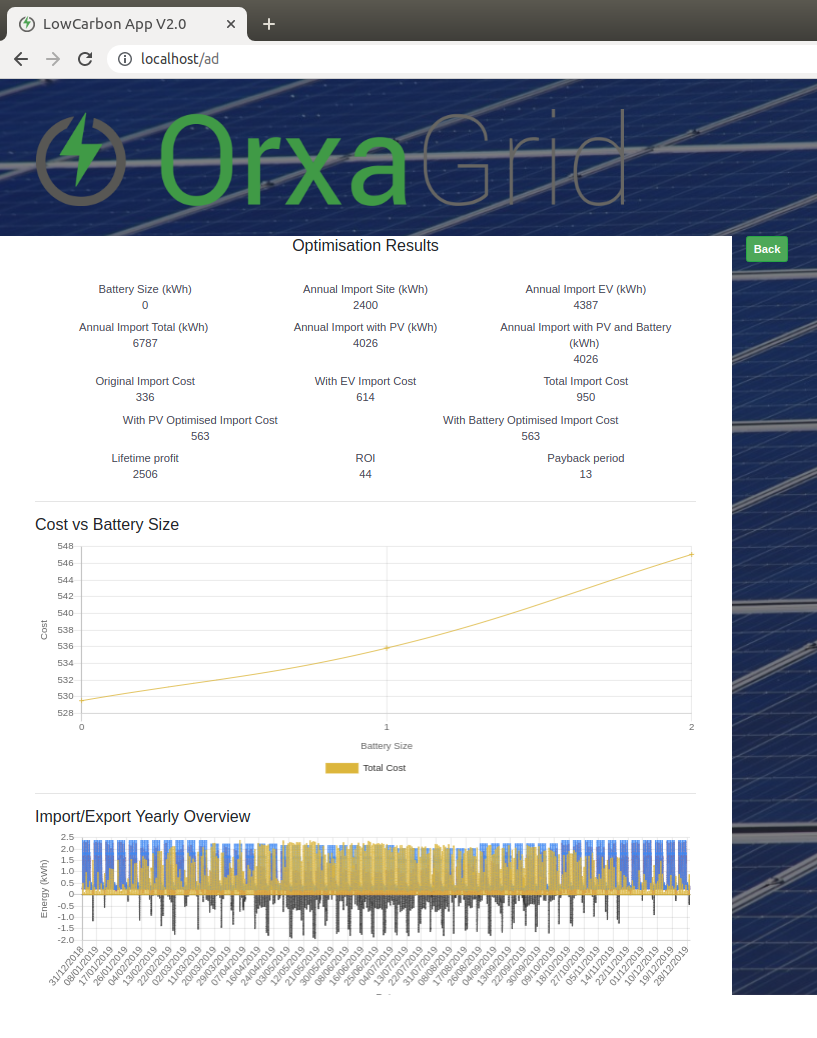 LowCarbon App V2.0
localhost/ad
OrxaGrid
Optimisation Results
Back
Battery Size (kWh) Annual Import Site (kWh) Annual Import EV (kWh)
0 2400 4387
Annual Import Total (kWh) Annual Import with PV (kWh) Annual Import with PV and Battery
(kWh)
6787 4026 4026
Original Import Cost With EV Import Cost Total Import Cost
336 614 950
With PV Optimised Import Cost With Battery Optimised Import Cost
563 563
Lifetime profit ROI Payback period
2506 44 13
Cost vs Battery Size
548
546
544
542
540
538
536
534
532
530
528
Cost
0 1 2
Battery Size
Total Cost
Import/Export Yearly Overview
2.5
2.0
1.5
1.0
0.5
0
-0.5
-1.0
-1.5
-2.0
Energy (kWh)
31/12/2018 08/01/2019 17/01/2019 26/01/2019 04/02/2019 13/02/2019 22/02/2019 02/03/2019 11/03/2019 20/03/2019 29/03/2019 07/04/2019 16/04/2019 24/04/2019 03/05/2019 12/05/2019 21/05/2019 30/05/2019 08/06/2019 16/06/2019 25/06/2019 04/07/2019 13/07/2019 22/07/2019 31/07/2019 08/08/2019 17/08/2019 26/08/2019 04/09/2019 13/09/2019 22/09/2019 30/09/2019 09/10/2019 18/10/2019 27/10/2019 05/11/2019 14/11/2019 22/11/2019 01/12/2019 10/12/2019 19/12/2019 28/12/2019